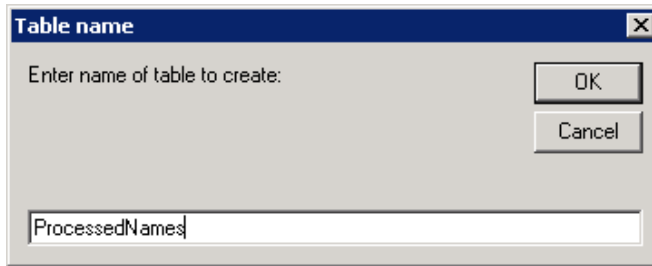 Table name
Enter name of table to create:
OK
Cancel
ProcessedNames